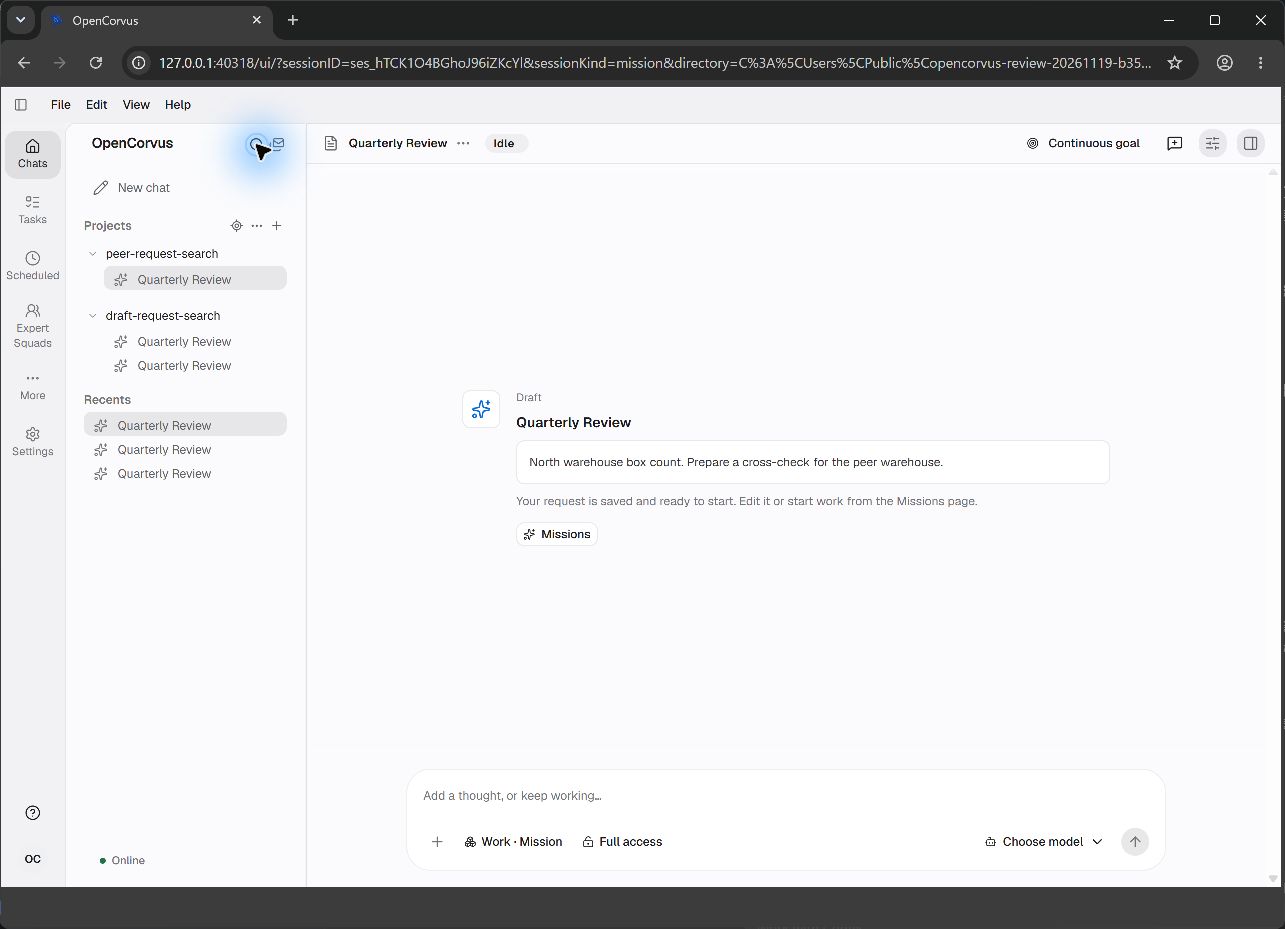 OpenCorvus
127.0.0.1:40318/ui/?sessionID=ses_hTCK1O4BGhoJ96iZKcYl&sessionKind=mission&directory=C%3A%5CUsers%5CPublic%5Copencorvus-review-20261119-b35...
File Edit View Help
Chats
Tasks
Scheduled
Expert
Squads
More
Settings
OC
OpenCorvus
New chat
Projects
peer-request-search
Quarterly Review
draft-request-search
Quarterly Review
Quarterly Review
Recents
Quarterly Review
Quarterly Review
Quarterly Review
Online
Quarterly Review
Idle
Continuous goal
Draft
Quarterly Review
North warehouse box count. Prepare a cross-check for the peer warehouse.
Your request is saved and ready to start. Edit it or start work from the Missions page.
Missions
Add a thought, or keep working...
Work · Mission
Full access
Choose model